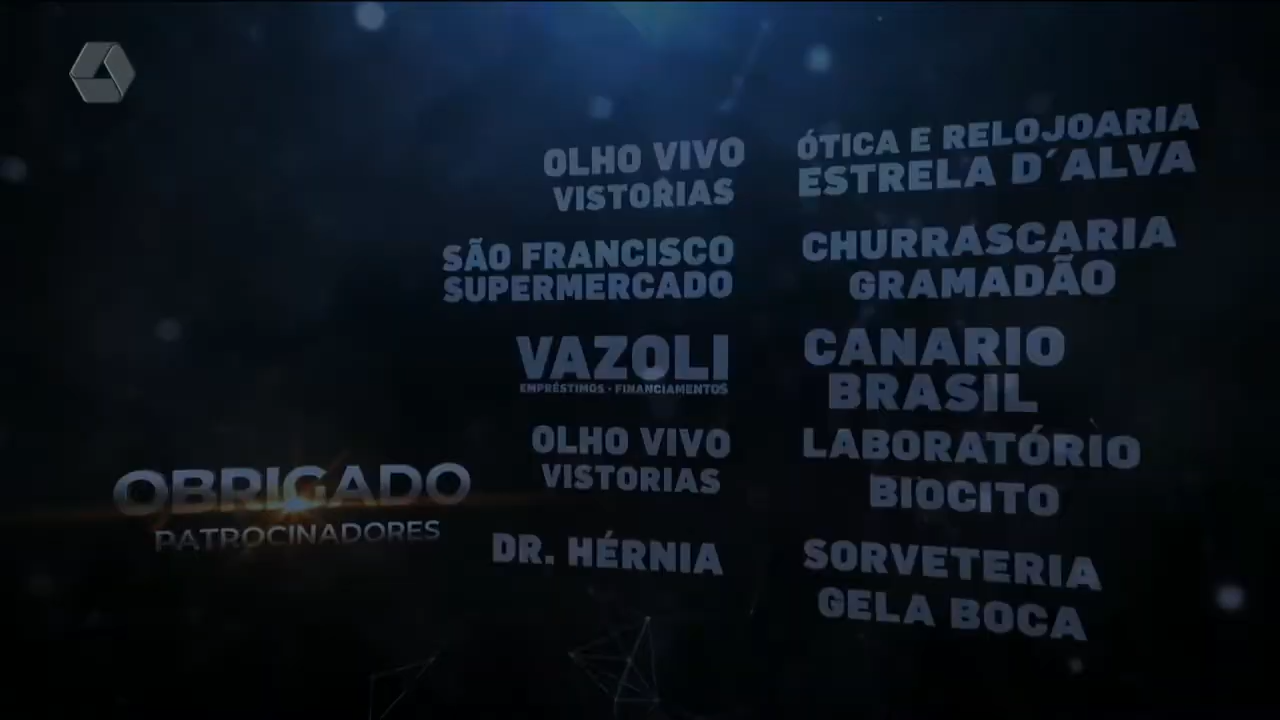 OLHO VIVO
VISTORIAS
SÃO FRANCISCO
SUPERMERCADO
VAZOLI
EMPRÉSTIMOS • FINANCIAMENTOS
OLHO VIVO
VISTORIAS
DR. HÉRNIA
ÓTICA E RELOJOARIA
ESTRELA D´ALVA
CHURRASCARIA
GRAMADÃO
CANARIO
BRASIL
LABORATÓRIO
BIOCITO
SORVETERIA
GELA BOCA
OBRIGADO
PATROCINADORES